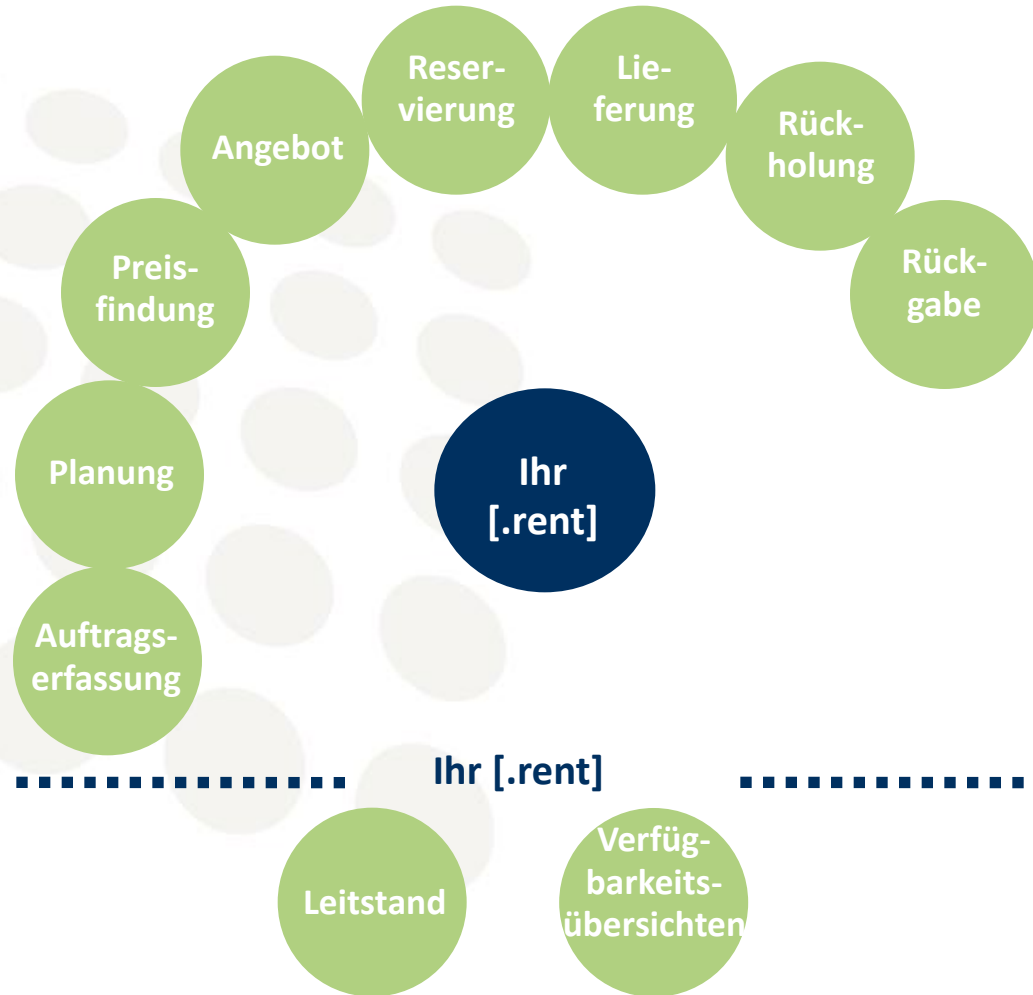 Reser-
vierung
Lie-
ferung
Angebot
Rück-
holung
Preis-
findung
Rück-
gabe
Planung
Ihr
[.rent]
Auftrags-
erfassung
Ihr [.rent]
Leitstand
Verfüg-
barkeits-
übersichten